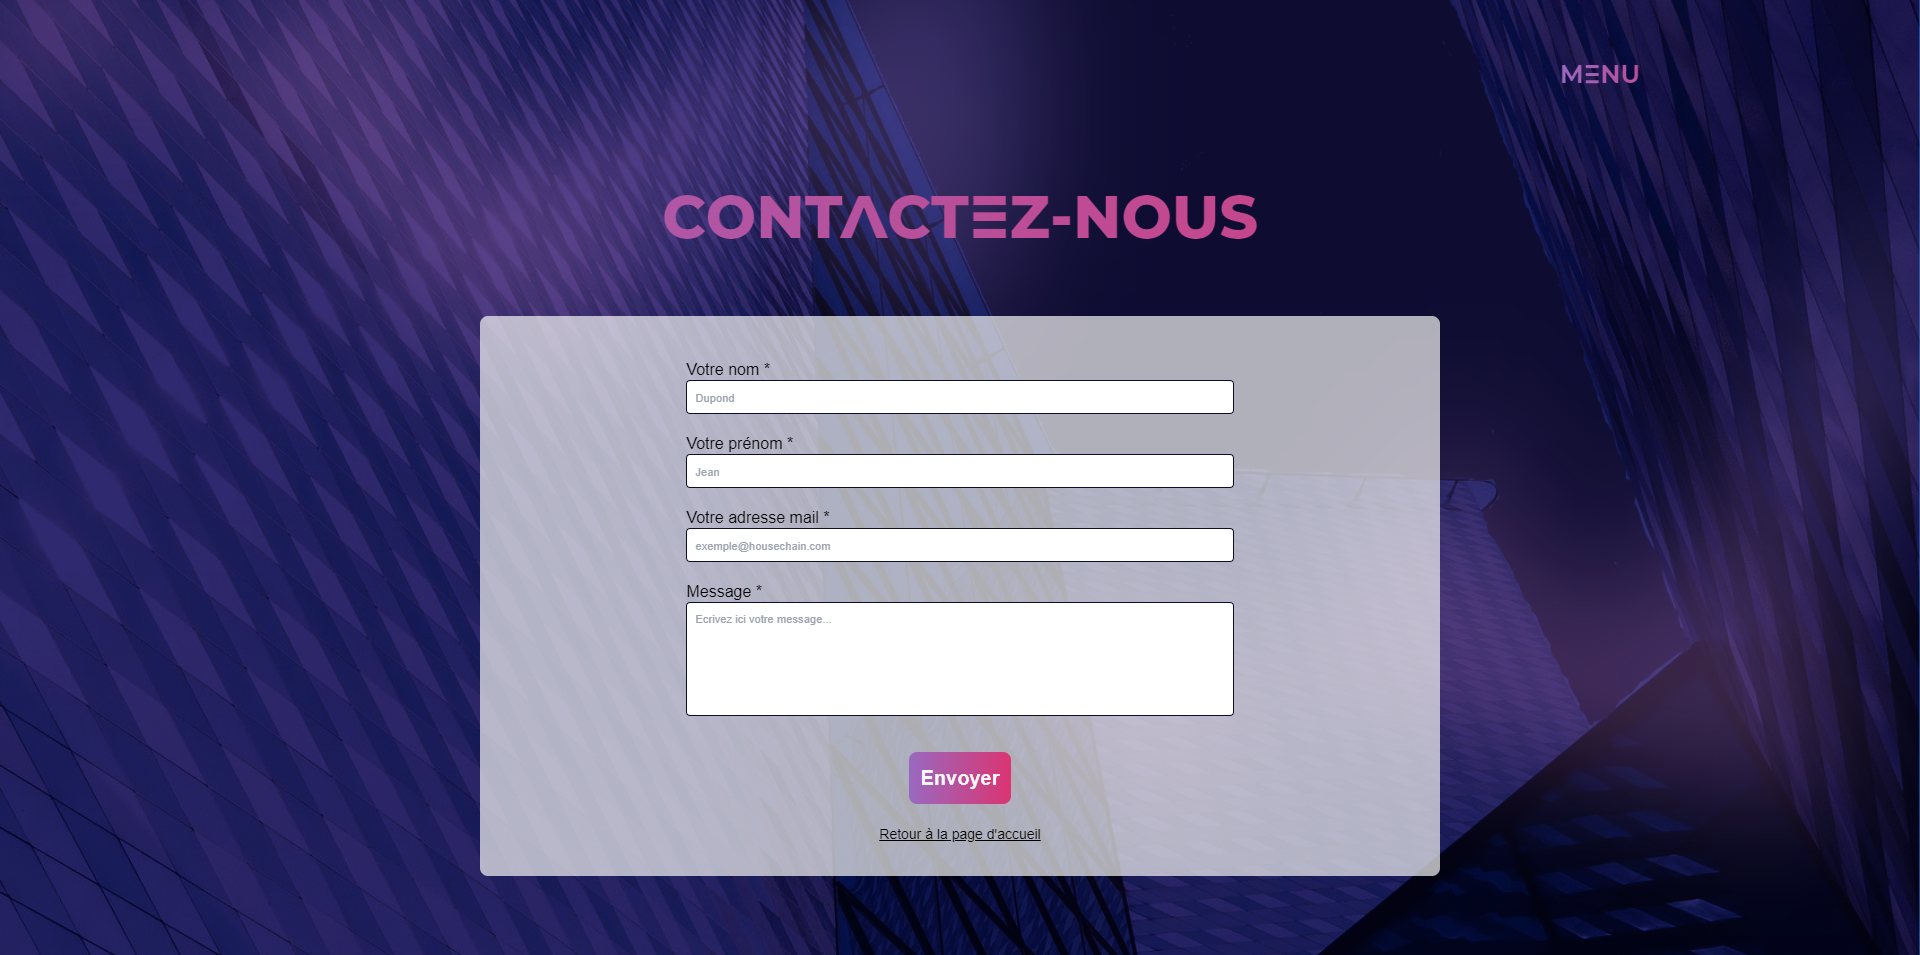 MENU
CONTACTEZ-NOUS
Votre nom *
Dupond
Votre prénom *
Jean
Votre adresse mail *
exemple@housechain.com
Message *
Ecrivez ici votre message...
Envoyer
Retour à la page d'accueil